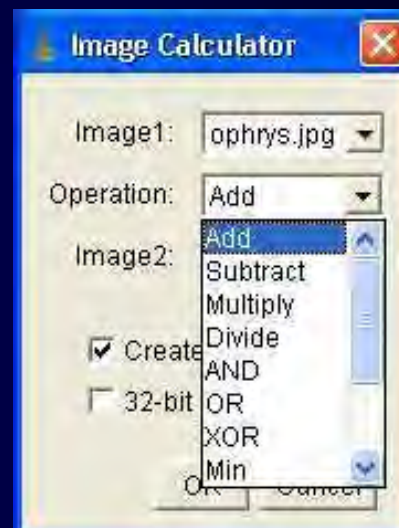 Image Calculator
Image1: ophrys.jpg
Operation: Add
Add
Subtract
Image2:
Multiply
Divide
Create
AND
32-bit
OR
XOR
Min